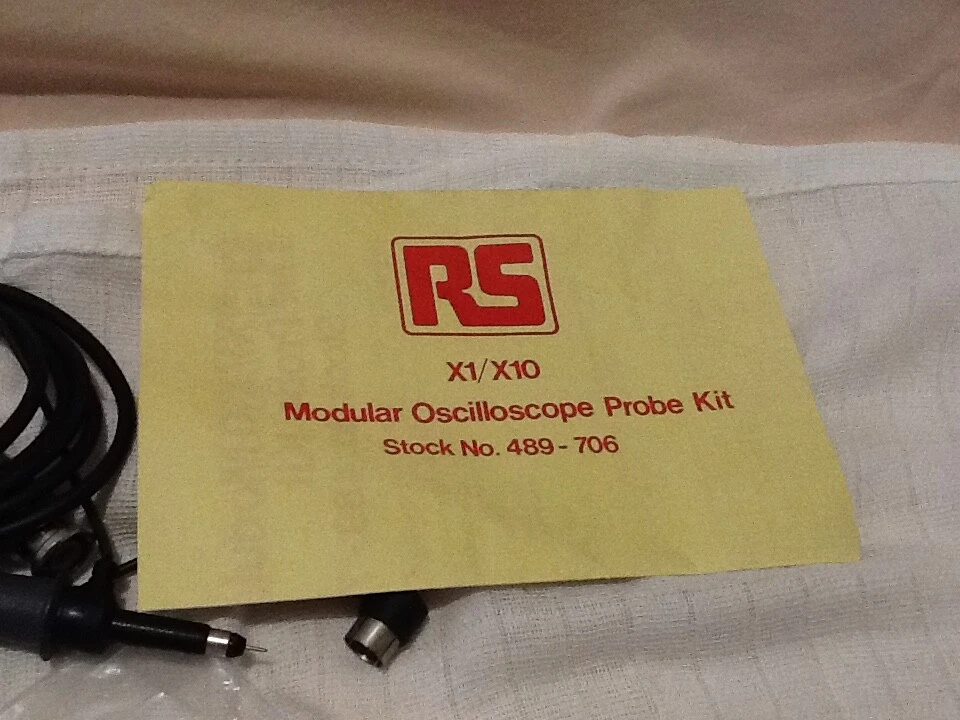 RS
X1/X10
Modular Oscilloscope Probe Kit
Stock No. 489-706